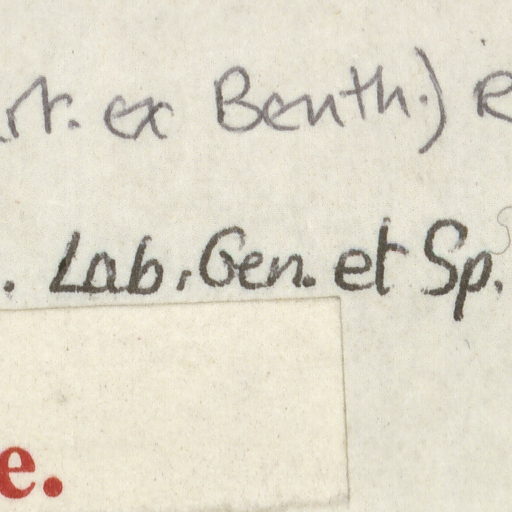 rt. ex Benth.)
. Lab. Gen. et Sp.
e.